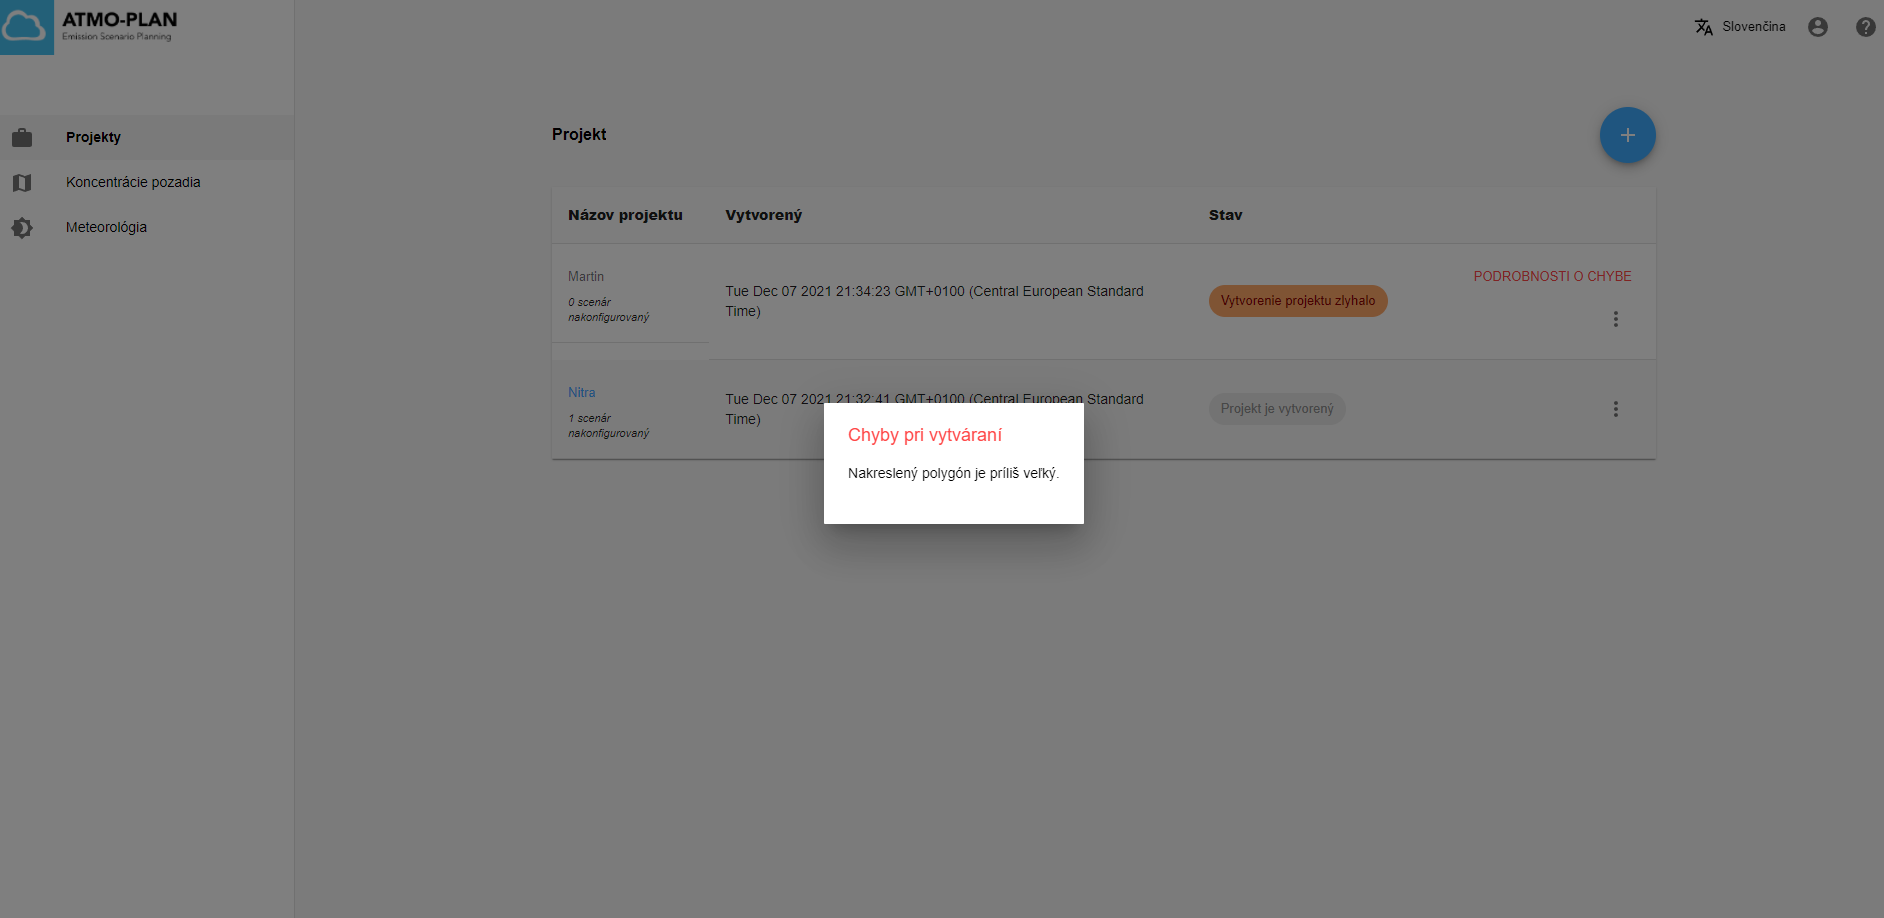 ATMO-PLAN
Emission Scenario Planning
Slovenčina
Projekty
Koncentrácie pozadia
Meteorológia
Projekt
Názov projektu Vytvorený Stav
Martin
0 scenár
nakonfigurovaný
Tue Dec 07 2021 21:34:23 GMT+0100 (Central European Standard
Time)
Vytvorenie projektu zlyhalo
PODROBNOSTI O CHYBE
Nitra
1 scenár
nakonfigurovaný
Tue Dec 07 2021 21:32:41 GMT+0100 (Central European Standard
Time)
Projekt je vytvorený
Chyby pri vytváraní
Nakreslený polygón je príliš veľký.